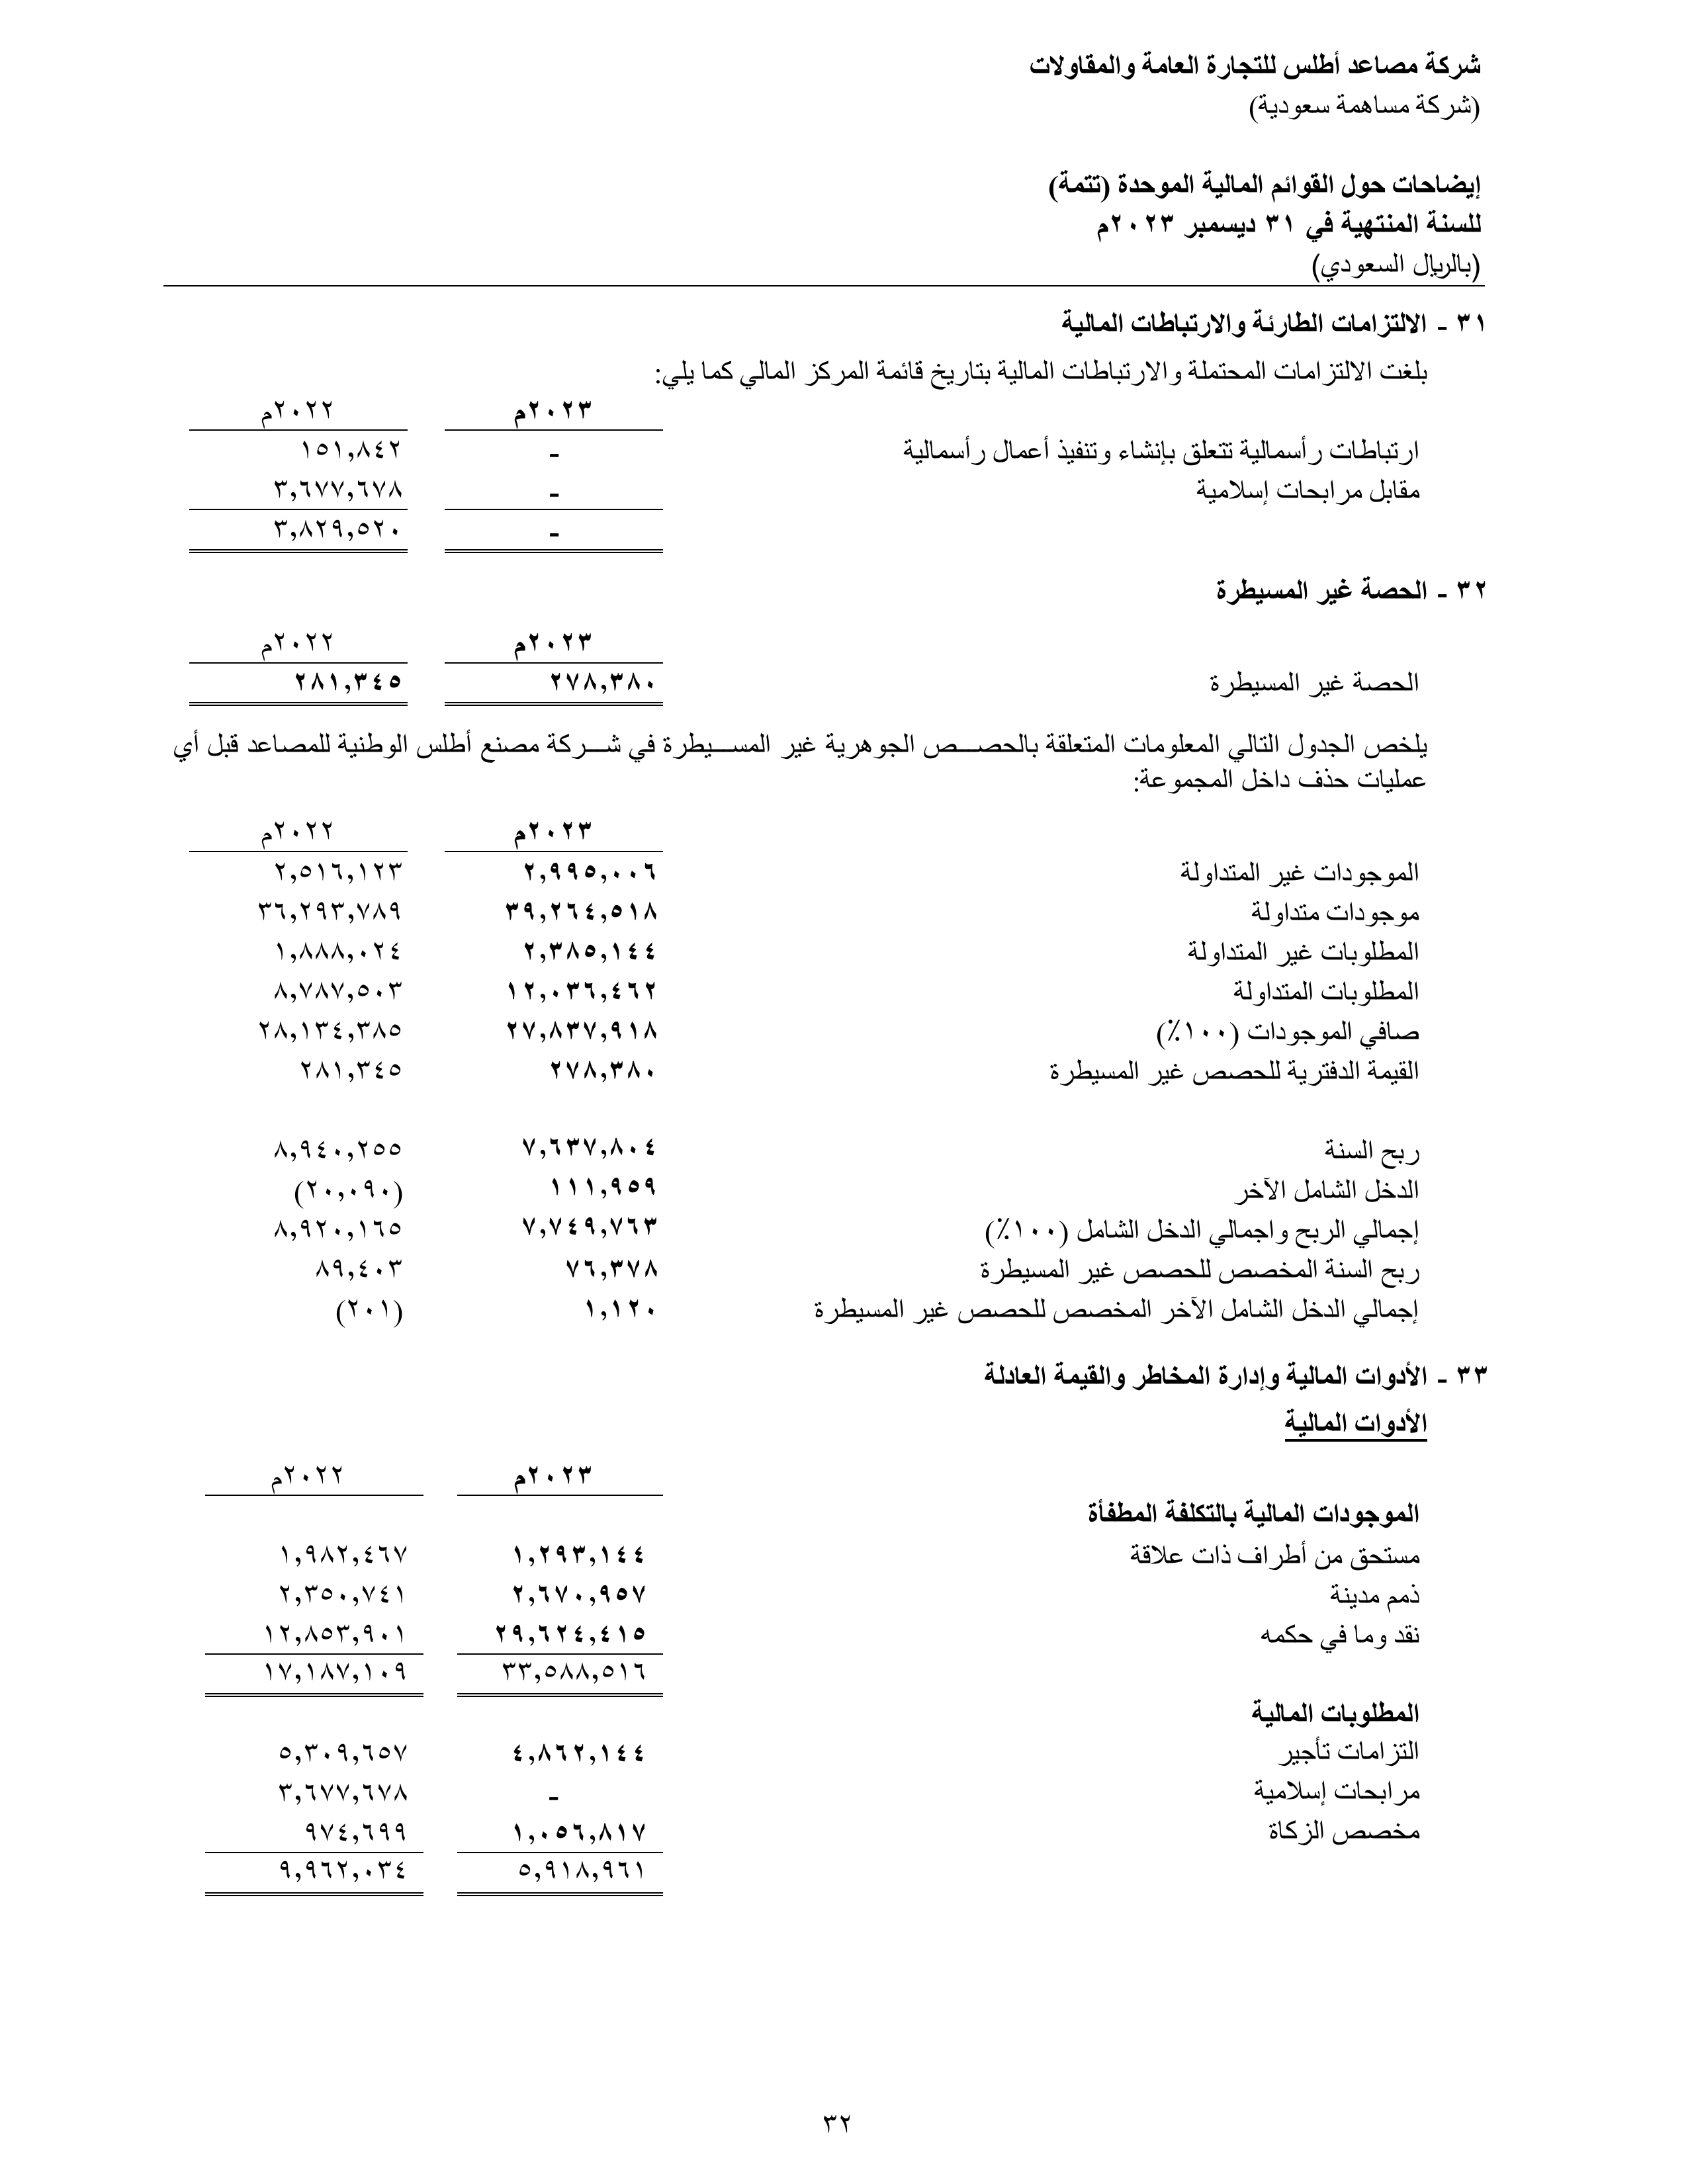 شركة مصاعد أطلس للتجارة العامة والمقاولات
(شركة مساهمة سعودية)
إيضاحات حول القوائم المالية الموحدة (تتمة)
للسنة المنتهية في ٣١ ديسمبر ٢٠٢٣م
(بالريال السعودي)
٣١ - الالتزامات الطارئة والارتباطات المالية
بلغت الالتزامات المحتملة والارتباطات المالية بتاريخ قائمة المركز المالي كما يلي:
٢٠٢٣م ٢٠٢٢م
ارتباطات رأسمالية تتعلق بإنشاء وتنفيذ أعمال رأسمالية - ١٥١,٨٤٢
مقابل مرابحات إسلامية - ٣,٦٧٧,٦٧٨
- ٣,٨٢٩,٥٢٠
٣٢ - الحصة غير المسيطرة
٢٠٢٣م ٢٠٢٢م
الحصة غير المسيطرة ٢٧٨,٣٨٠ ٢٨١,٣٤٥
يلخص الجدول التالي المعلومات المتعلقة بالحصـــص الجوهرية غير المســـيطرة في شـــركة مصنع أطلس الوطنية للمصاعد قبل أي
عمليات حذف داخل المجموعة:
٢٠٢٣م ٢٠٢٢م
الموجودات غير المتداولة ٢,٩٩٥,٠٠٦ ٢,٥١٦,١٢٣
موجودات متداولة ٣٩,٢٦٤,٥١٨ ٣٦,٢٩٣,٧٨٩
المطلوبات غير المتداولة ٢,٣٨٥,١٤٤ ١,٨٨٨,٠٢٤
المطلوبات المتداولة ١٢,٠٣٦,٤٦٢ ٨,٧٨٧,٥٠٣
صافي الموجودات (١٠٠٪) ٢٧,٨٣٧,٩١٨ ٢٨,١٣٤,٣٨٥
القيمة الدفترية للحصص غير المسيطرة ٢٧٨,٣٨٠ ٢٨١,٣٤٥
ربح السنة ٧,٦٣٧,٨٠٤ ٨,٩٤٠,٢٥٥
الدخل الشامل الآخر ١١١,٩٥٩ (٢٠,٠٩٠)
إجمالي الربح واجمالي الدخل الشامل (١٠٠٪) ٧,٧٤٩,٧٦٣ ٨,٩٢٠,١٦٥
ربح السنة المخصص للحصص غير المسيطرة ٧٦,٣٧٨ ٨٩,٤٠٣
إجمالي الدخل الشامل الآخر المخصص للحصص غير المسيطرة ١,١٢٠ (٢٠١)
٣٣ - الأدوات المالية وإدارة المخاطر والقيمة العادلة
الأدوات المالية
٢٠٢٣م ٢٠٢٢م
الموجودات المالية بالتكلفة المطفأة
مستحق من أطراف ذات علاقة ١,٢٩٣,١٤٤ ١,٩٨٢,٤٦٧
ذمم مدينة ٢,٦٧٠,٩٥٧ ٢,٣٥٠,٧٤١
نقد وما في حكمه ٢٩,٦٢٤,٤١٥ ١٢,٨٥٣,٩٠١
٣٣,٥٨٨,٥١٦ ١٧,١٨٧,١٠٩
المطلوبات المالية
التزامات تأجير ٤,٨٦٢,١٤٤ ٥,٣٠٩,٦٥٧
مرابحات إسلامية - ٣,٦٧٧,٦٧٨
مخصص الزكاة ١,٠٥٦,٨١٧ ٩٧٤,٦٩٩
٥,٩١٨,٩٦١ ٩,٩٦٢,٠٣٤
٣٢